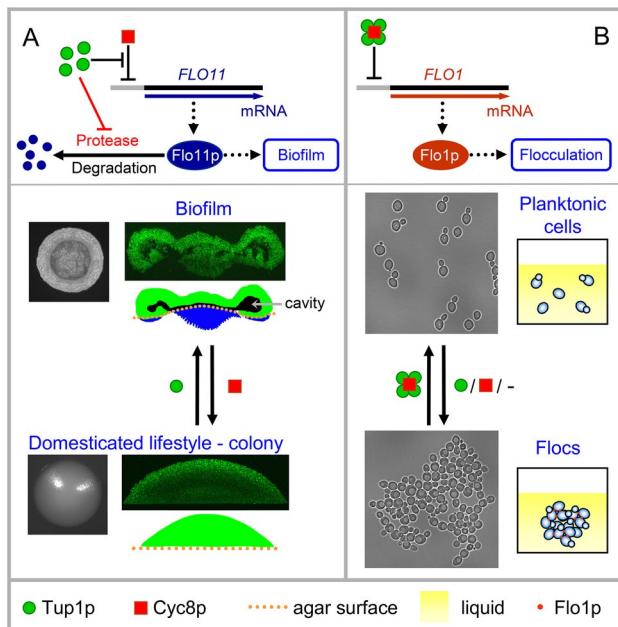 A
FLO11
mRNA
Protease
Degradation
Flo11p
Biofilm
B
FLO1
mRNA
Flo1p
Flocculation
Biofilm
cavity
Domesticated lifestyle - colony
Planktonic
cells
/ / -
Flocs
Tup1p
Cyc8p
agar surface
liquid
Flo1p